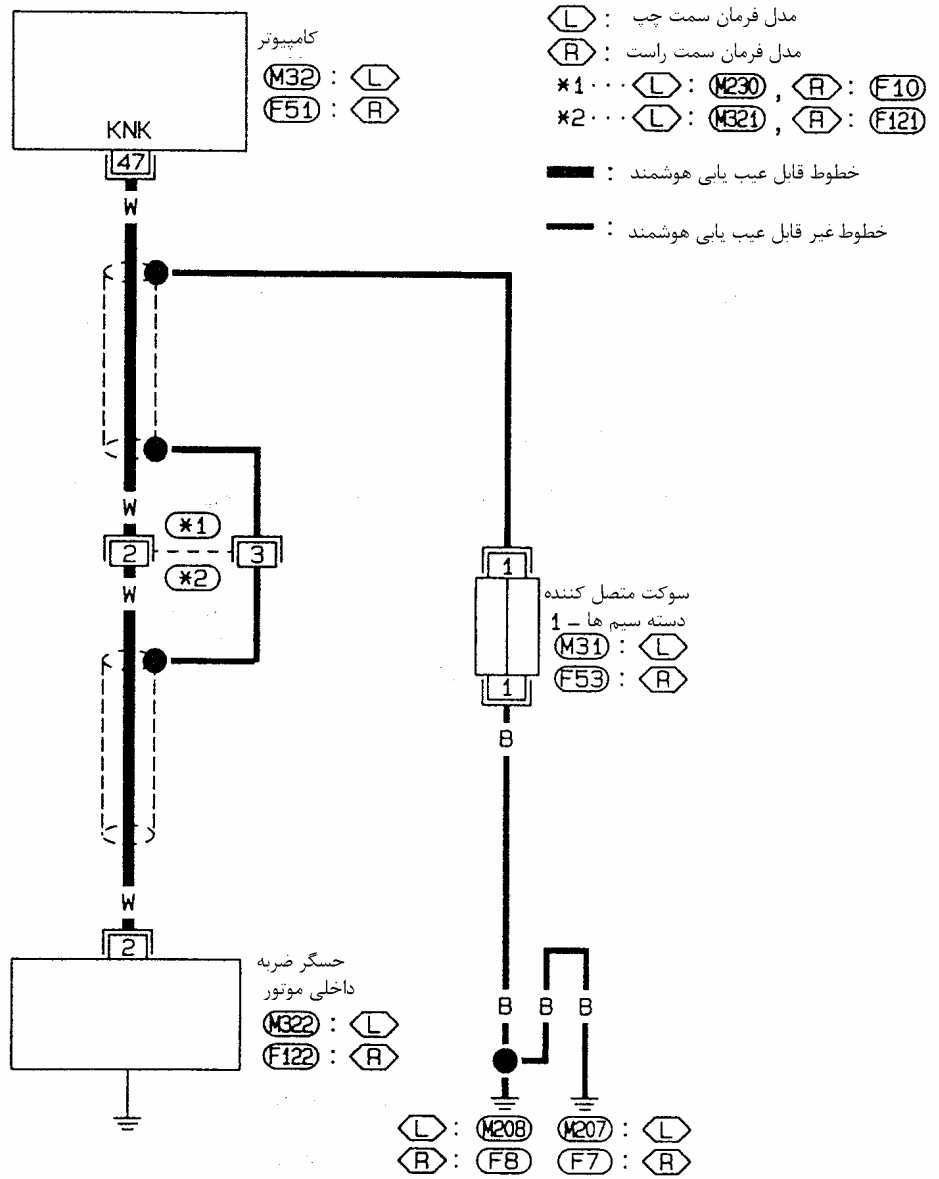 کامپیوتر
M32 : L
F51 : R
KNK
47
L : مدل فرمان سمت چپ
R : مدل فرمان سمت راست
*1 ··· L : M230 , R : F10
*2 ··· L : M321 , R : F121
: خطوط قابل عیب یابی هوشمند
: خطوط غیر قابل عیب یابی هوشمند
W
W
*1
2
3
*2
W
1
سوکت متصل کننده
دسته سیم ها - 1
M31 : L
F53 : R
1
B
W
2
حسگر ضربه
داخلی موتور
M322 : L
F122 : R
B B B
L : M208 M207 : L
R : F8 F7 : R